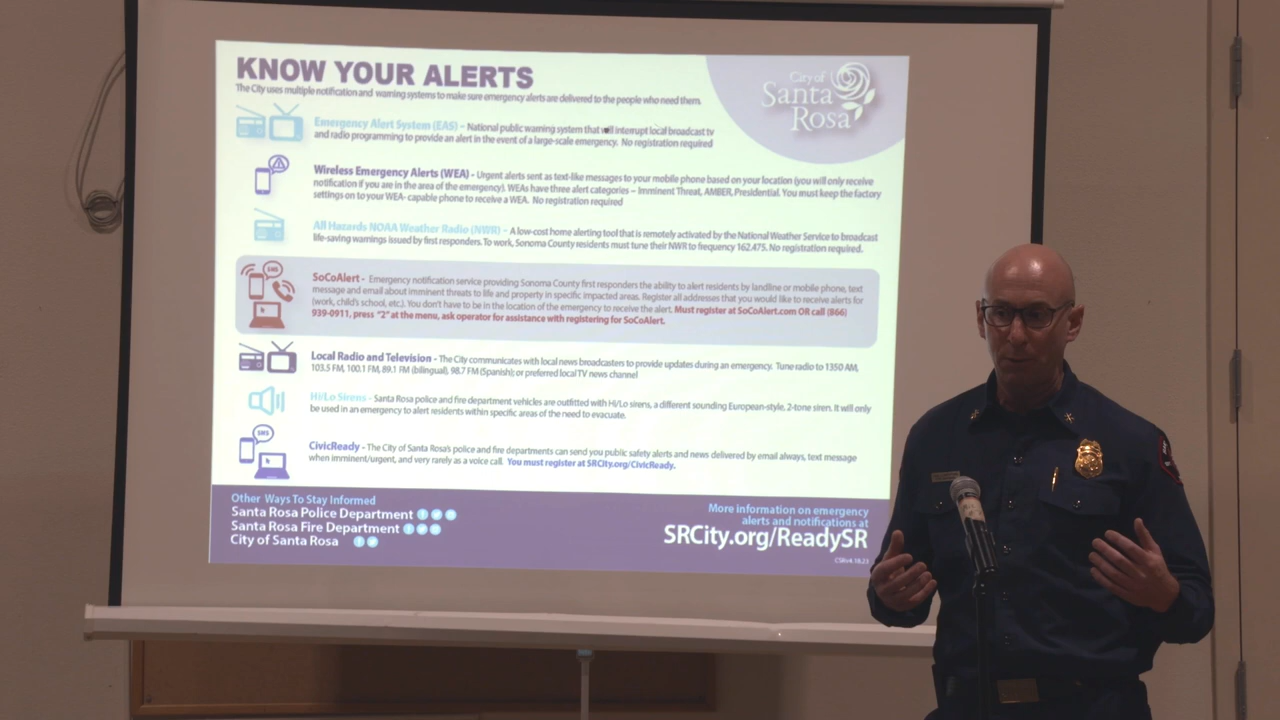 KNOW YOUR ALERTS
The City uses multiple notification and warning systems to make sure emergency alerts are delivered to the people who need them.
City of
Santa
Rosa
Emergency Alert System (EAS) – National public warning system that will interrupt local broadcast tv
and radio programming to provide an alert in the event of a large-scale emergency. No registration required
Wireless Emergency Alerts (WEA) - Urgent alerts sent as text-like messages to your mobile phone based on your location (you will only receive
notification if you are in the area of the emergency). WEAs have three alert categories – Imminent Threat, AMBER, Presidential. You must keep the factory
settings on to your WEA- capable phone to receive a WEA. No registration required
All Hazards NOAA Weather Radio (NWR) – A low-cost home alerting tool that is remotely activated by the National Weather Service to broadcast
life-saving warnings issued by first responders. To work, Sonoma County residents must tune their NWR to frequency 162.475. No registration required.
SMS
SoCoAlert - Emergency notification service providing Sonoma County first responders the ability to alert residents by landline or mobile phone, text
message and email about imminent threats to life and property in specific impacted areas. Register all addresses that you would like to receive alerts for
(work, child's school, etc.) You don't have to be in the location of the emergency to receive the alert. Must register at SoCoAlert.com OR call (866)
939-0911, press "2" at the menu, ask operator for assistance with registering for SoCoAlert.
Local Radio and Television - The City communicates with local news broadcasters to provide updates during an emergency. Tune radio to 1350 AM,
103.5 FM, 100.1 FM, 89.1 FM (bilingual), 98.7 FM (Spanish); or preferred local TV news channel
Hi/Lo Sirens - Santa Rosa police and fire department vehicles are outfitted with Hi/Lo sirens, a different sounding European-style, 2-tone siren. It will only
be used in an emergency to alert residents within specific areas of the need to evacuate.
SMS
CivicReady - The City of Santa Rosa's police and fire departments can send you public safety alerts and news delivered by email always, text message
when imminent/urgent, and very rarely as a voice call. You must register at SRCity.org/CivicReady.
Other Ways To Stay Informed
Santa Rosa Police Department
Santa Rosa Fire Department
City of Santa Rosa
More information on emergency
alerts and notifications at
SRCity.org/ReadySR
CSRv4.18.23